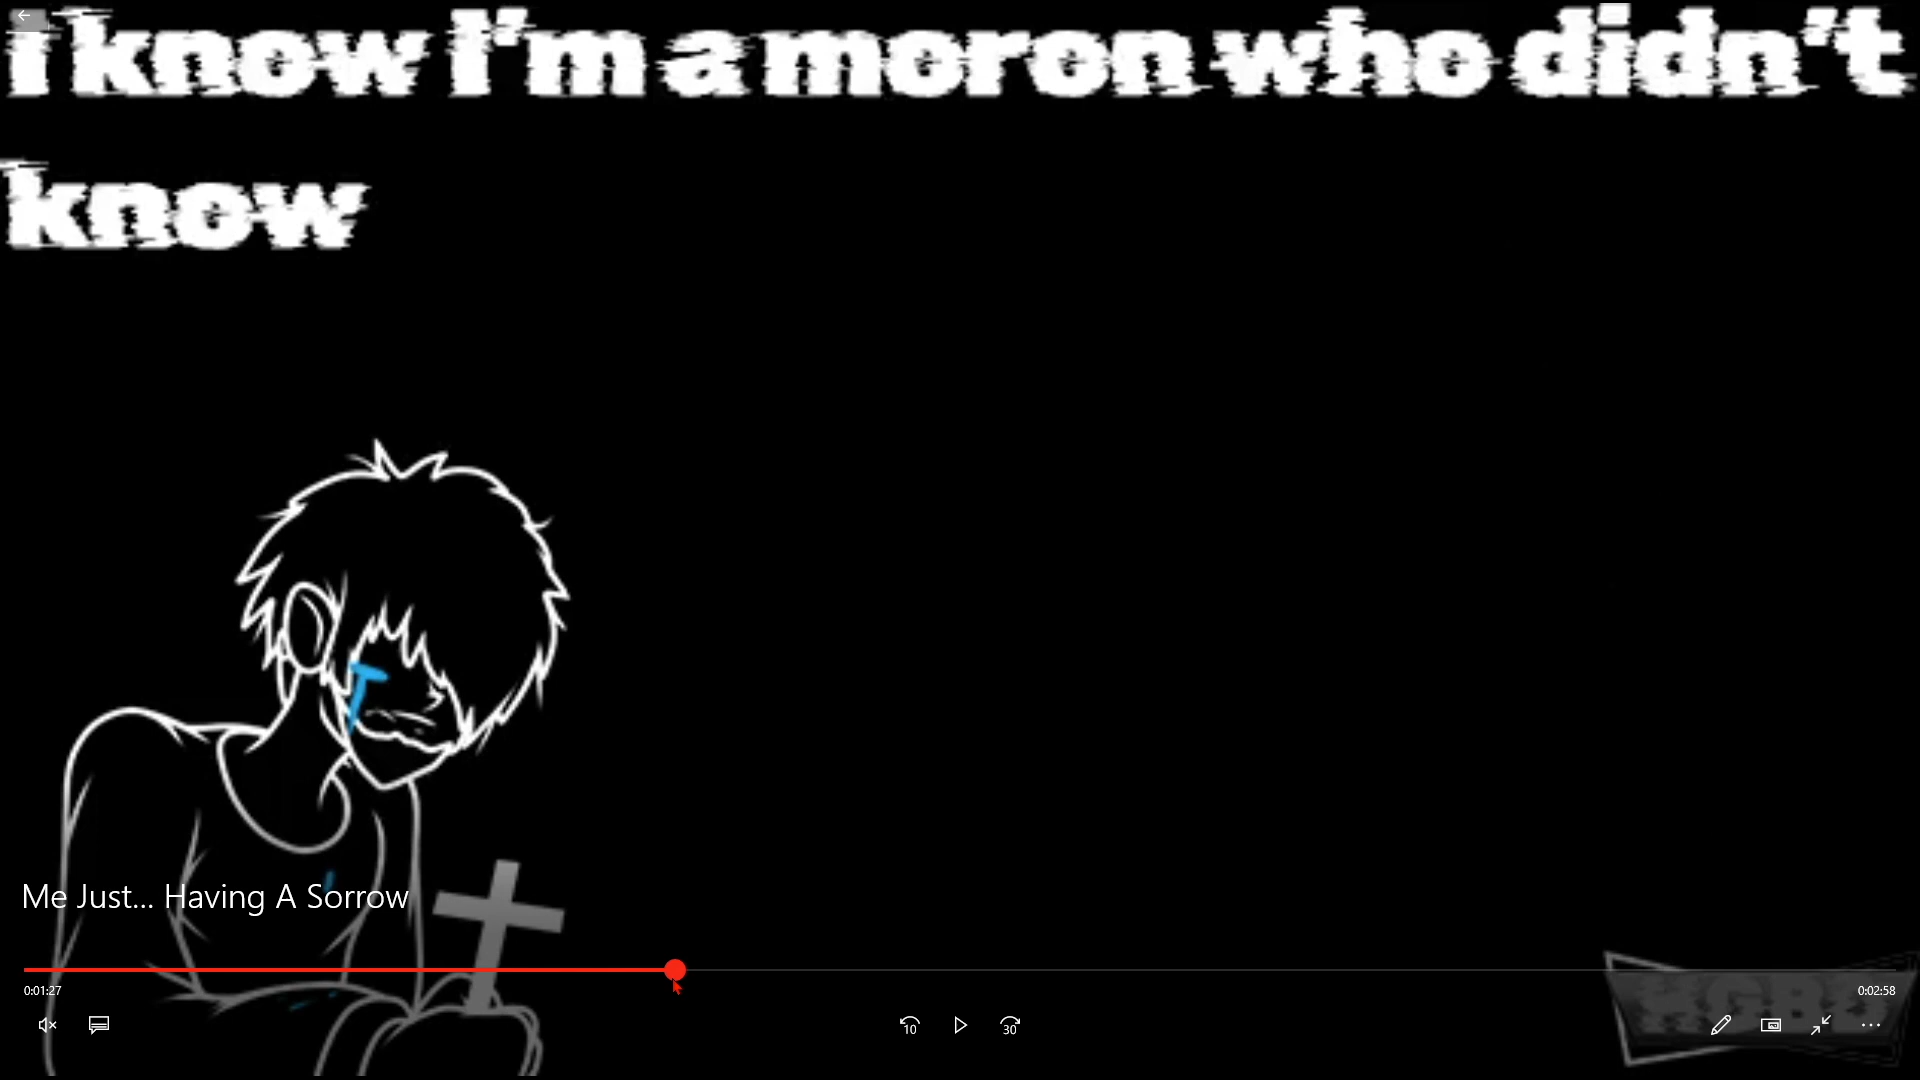 I know I'm a moron who didn't
know
Me Just... Having A Sorrow
0:01:27
0:02:58
10
30